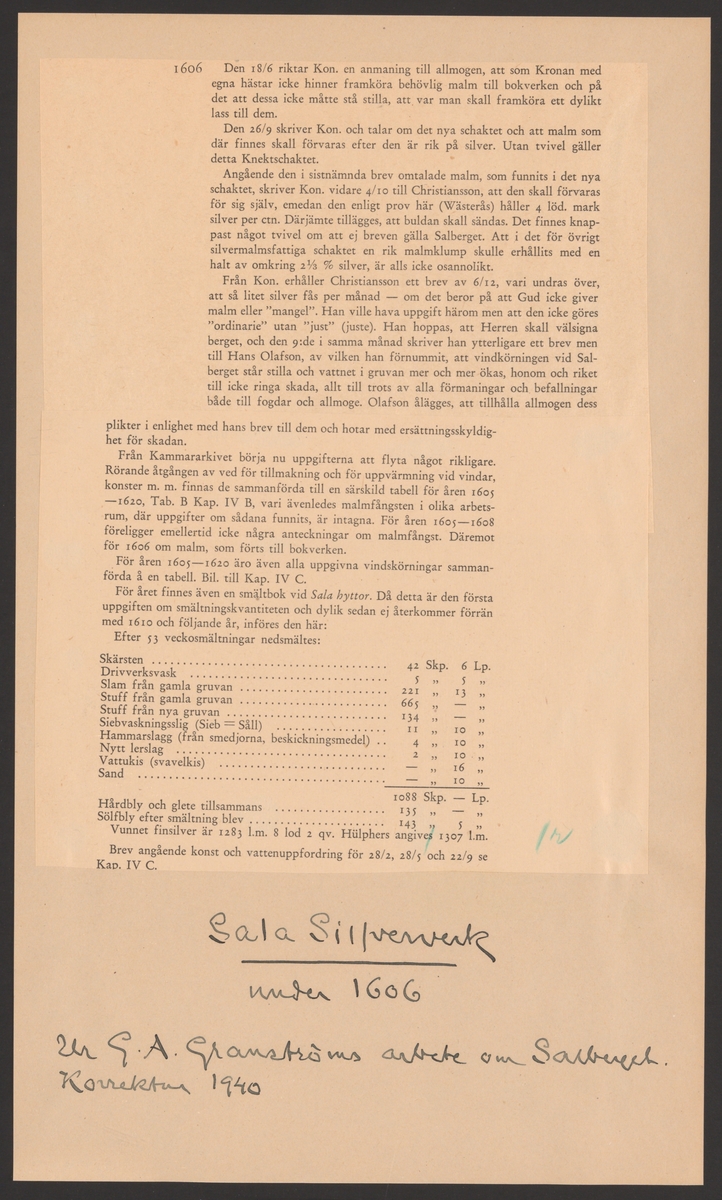 1606 Den 18/6 riktar Kon. en anmaning till allmogen, att som Kronan med
egna hästar icke hinner framköra behövlig malm till bokverken och på
det att dessa icke måtte stå stilla, att var man skall framköra ett dylikt
lass till dem.
Den 26/9 skriver Kon. och talar om det nya schaktet och att malm som
där finnes skall förvaras efter den är rik på silver. Utan tvivel gäller
detta Knektschaktet.
Angående den i sistnämnda brev omtalade malm, som funnits i det nya
schaktet, skriver Kon. vidare 4/10 till Christiansson, att den skall förvaras
för sig själv, emedan den enligt prov här (Wästerås) håller 4 löd. mark
silver per ctn. Därjämte tillägges, att buldan skall sändas. Det finnes knap-
past något tvivel om att ej breven gälla Salberget. Att i det för övrigt
silvermalmsfattiga schaktet en rik malmklump skulle erhållits med en
halt av omkring 2⅓ % silver, är alls icke osannolikt.
Från Kon. erhåller Christiansson ett brev av 6/12, vari undras över,
att så litet silver fås per månad — om det beror på att Gud icke giver
malm eller ”mangel”. Han ville hava uppgift härom men att den icke göres
”ordinarie” utan ”just” (juste). Han hoppas, att Herren skall välsigna
berget, och den 9:de i samma månad skriver han ytterligare ett brev men
till Hans Olafson, av vilken han förnummit, att vindkörningen vid Sal-
berget står stilla och vattnet i gruvan mer och mer ökas, honom och riket
till icke ringa skada, allt till trots av alla förmaningar och befallningar
både till fogdar och allmoge. Olafson ålägges, att tillhålla allmogen dess
plikter i enlighet med hans brev till dem och hotar med ersättningsskyldig-
het för skadan.
Från Kammararkivet börja nu uppgifterna att flyta något rikligare.
Rörande åtgången av ved för tillmakning och för uppvärmning vid vindar,
konster m. m. finnas de sammanförda till en särskild tabell för åren 1605
—1620, Tab. B Kap. IV B, vari ävenledes malmfångsten i olika arbets-
rum, där uppgifter om sådana funnits, är intagna. För åren 1605—1608
föreligger emellertid icke några anteckningar om malmfångst. Däremot
för 1606 om malm, som förts till bokverken.
För åren 1605—1620 äro även alla uppgivna vindskörningar samman-
förda å en tabell. Bil. till Kap. IV C.
För året finnes även en smältbok vid Sala hyttor. Då detta är den första
uppgiften om smältningskvantiteten och dylik sedan ej återkommer förrän
med 1610 och följande år, införes den här:
Efter 53 veckosmältningar nedsmältes:
Skärsten ........ 42 Skp. 6 Lp.
Drivverksvask ........ 5 „ 5 „
Slam från gamla gruvan ........ 221 „ 13 „
Stuff från gamla gruvan ........ 665 „ — „
Stuff från nya gruvan ........ 134 „ — „
Siebvaskningsslig (Sieb = Såll) ........ 11 „ 10 „
Hammarslagg (från smedjorna, beskickningsmedel) .. 4 „ 10 „
Nytt lerslag ........ 2 „ 10 „
Vattukis (svavelkis) ........ — „ 16 „
Sand ........ — „ 10 „
1088 Skp. — Lp.
Hårdbly och glete tillsammans ........ 135 „ — „
Sölfbly efter smältning blev ........ 143 „ 5 „
Vunnet finsilver är 1283 l.m. 8 lod 2 qv. Hülphers angives 1307 l.m.
Brev angående konst och vattenuppfordring för 28/2, 28/5 och 22/9 se
Kap. IV C.
Sala Silfververk
under 1606
Ur G. A. Granströms arbete om Salberget.
Korrektur 1940